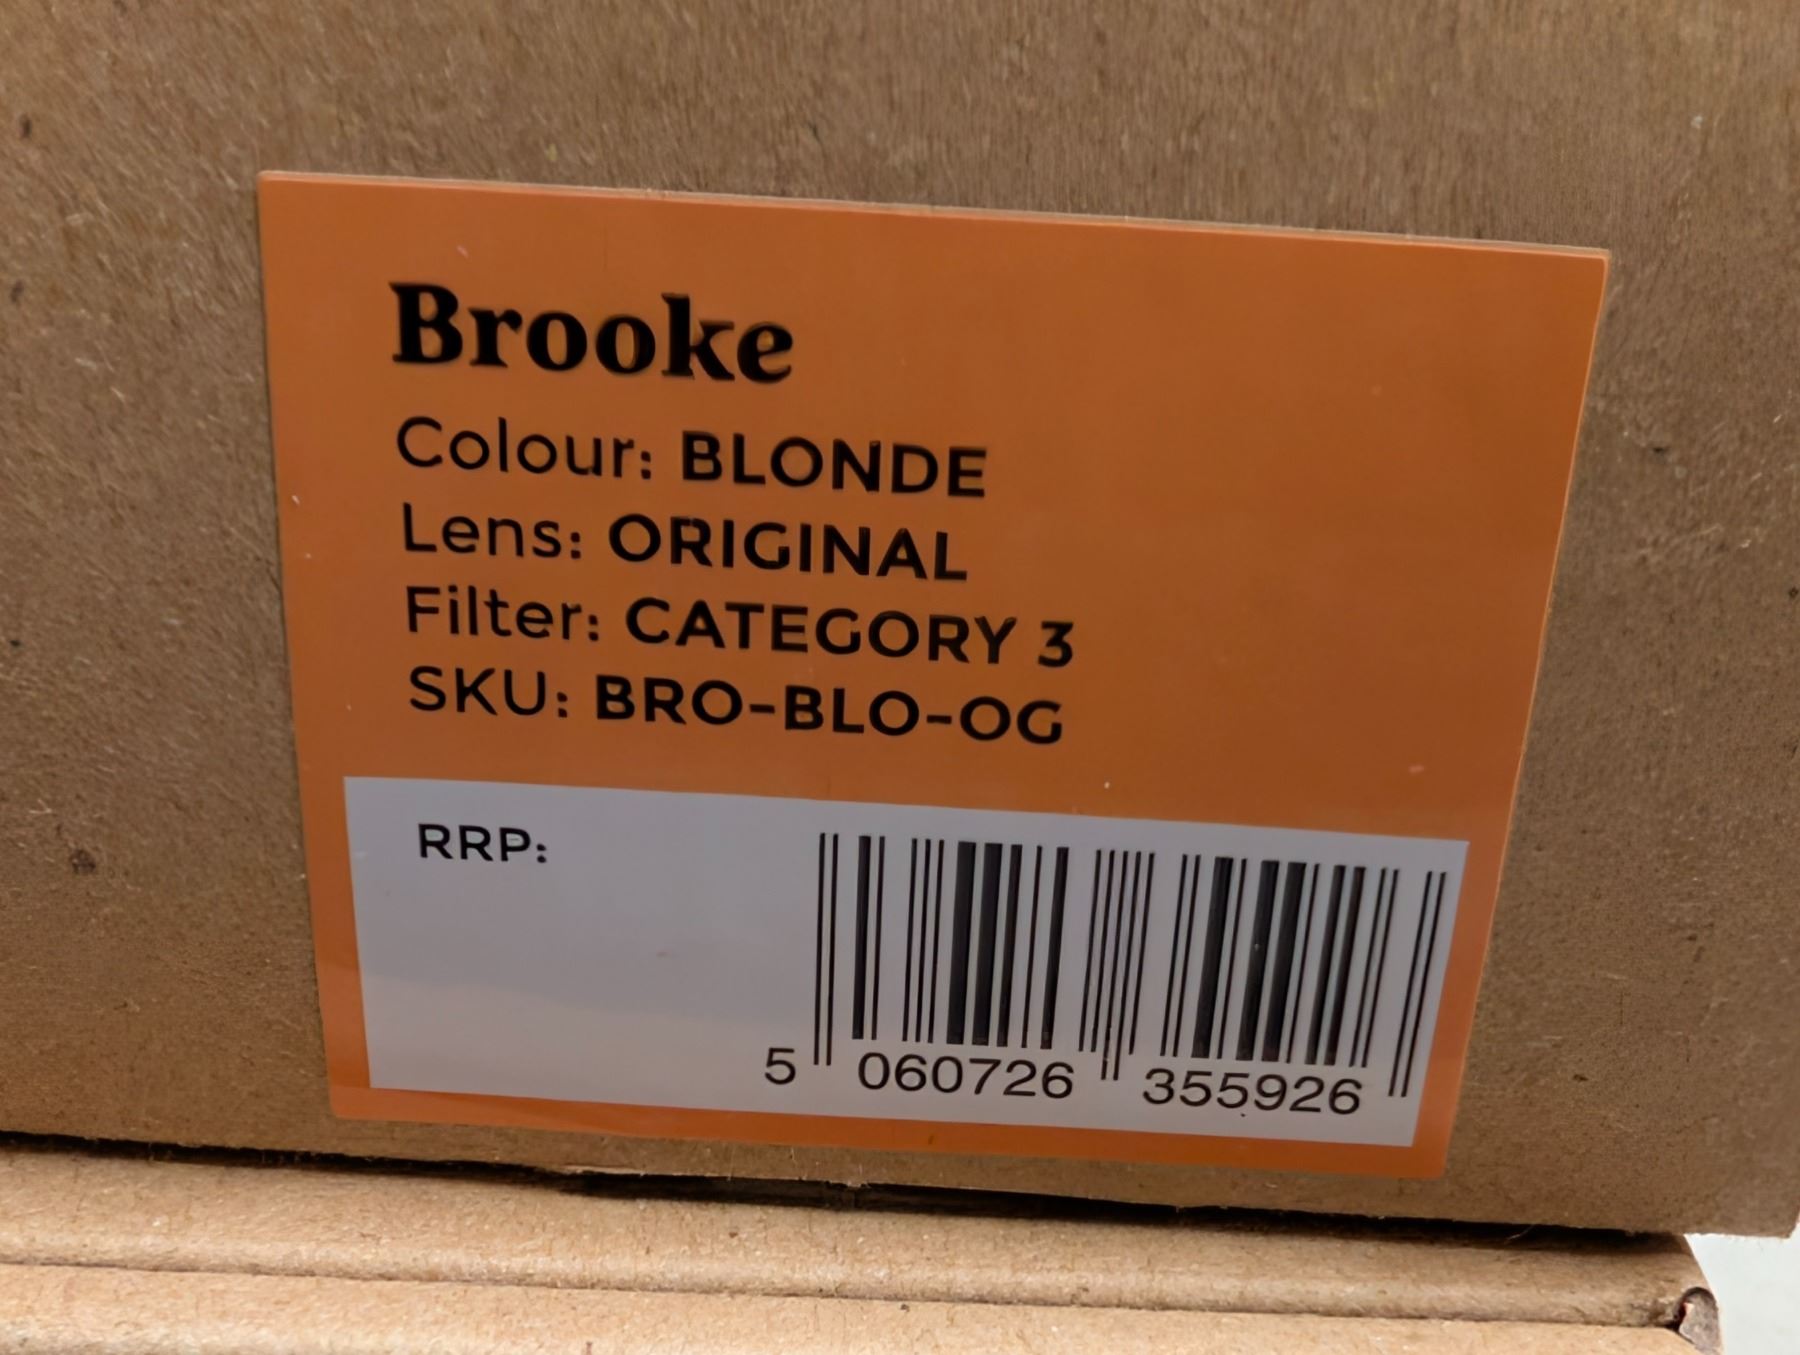 Brooke
Colour: BLONDE
Lens: ORIGINAL
Filter: CATEGORY 3
SKU: BRO-BLO-OG
RRP:
5 060726 355926